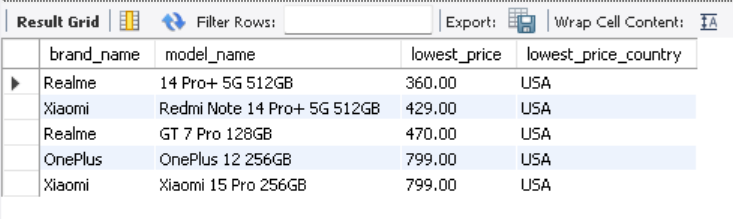 Result Grid Filter Rows: Export: Wrap Cell Content: IA
brand_name model_name lowest_price lowest_price_country
Realme 14 Pro+ 5G 512GB 360.00 USA
Xiaomi Redmi Note 14 Pro+ 5G 512GB 429.00 USA
Realme GT 7 Pro 128GB 470.00 USA
OnePlus OnePlus 12 256GB 799.00 USA
Xiaomi Xiaomi 15 Pro 256GB 799.00 USA